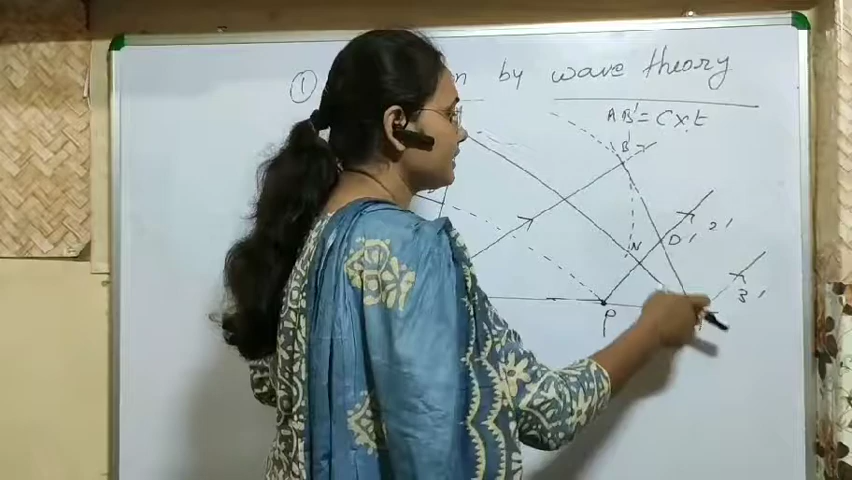 ① n by wave theory
AB' = C x t
B'
N D' 2'
3'
P